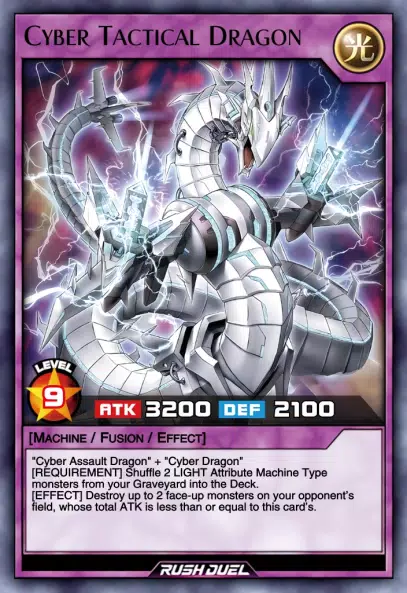 CYBER TACTICAL DRAGON
光
LEVEL
9
ATK 3200 DEF 2100
[MACHINE / FUSION / EFFECT]
"Cyber Assault Dragon" + "Cyber Dragon"
[REQUIREMENT] Shuffle 2 LIGHT Attribute Machine Type
monsters from your Graveyard into the Deck.
[EFFECT] Destroy up to 2 face-up monsters on your opponent's
field, whose total ATK is less than or equal to this card's.
RUSH DUEL